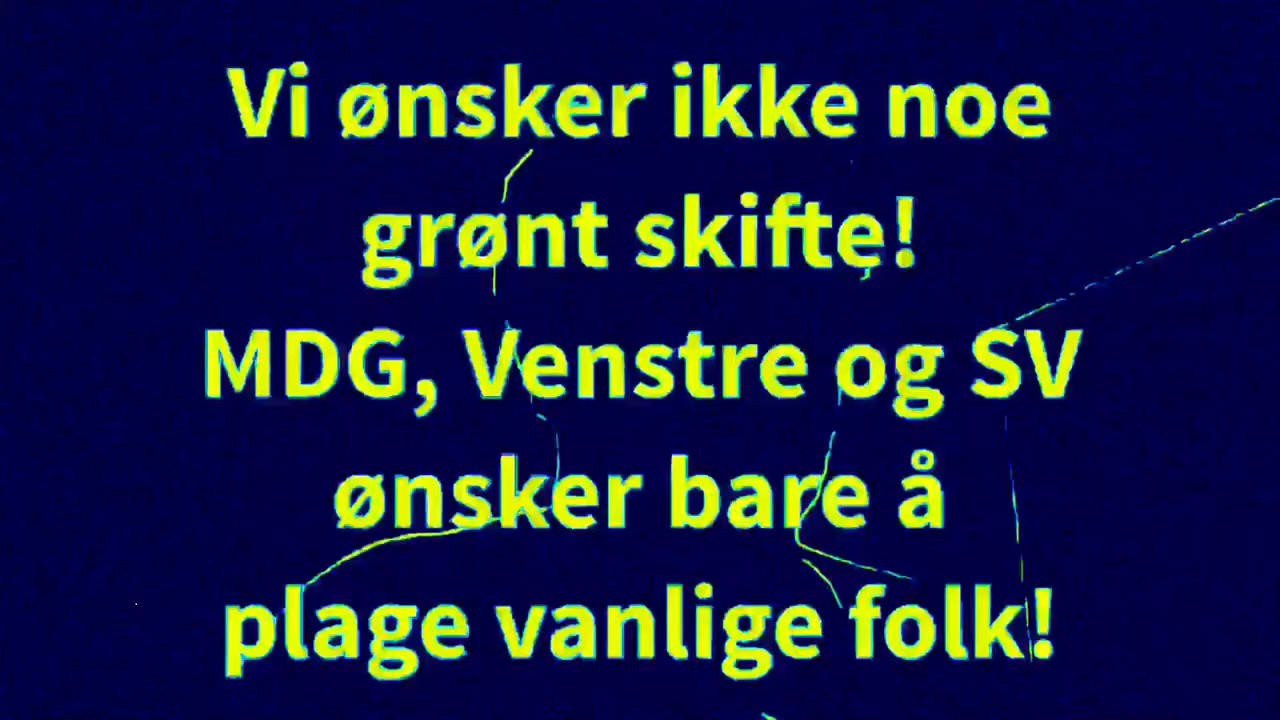 Vi ønsker ikke noe
grønt skifte!
MDG, Venstre og SV
ønsker bare å
plage vanlige folk!